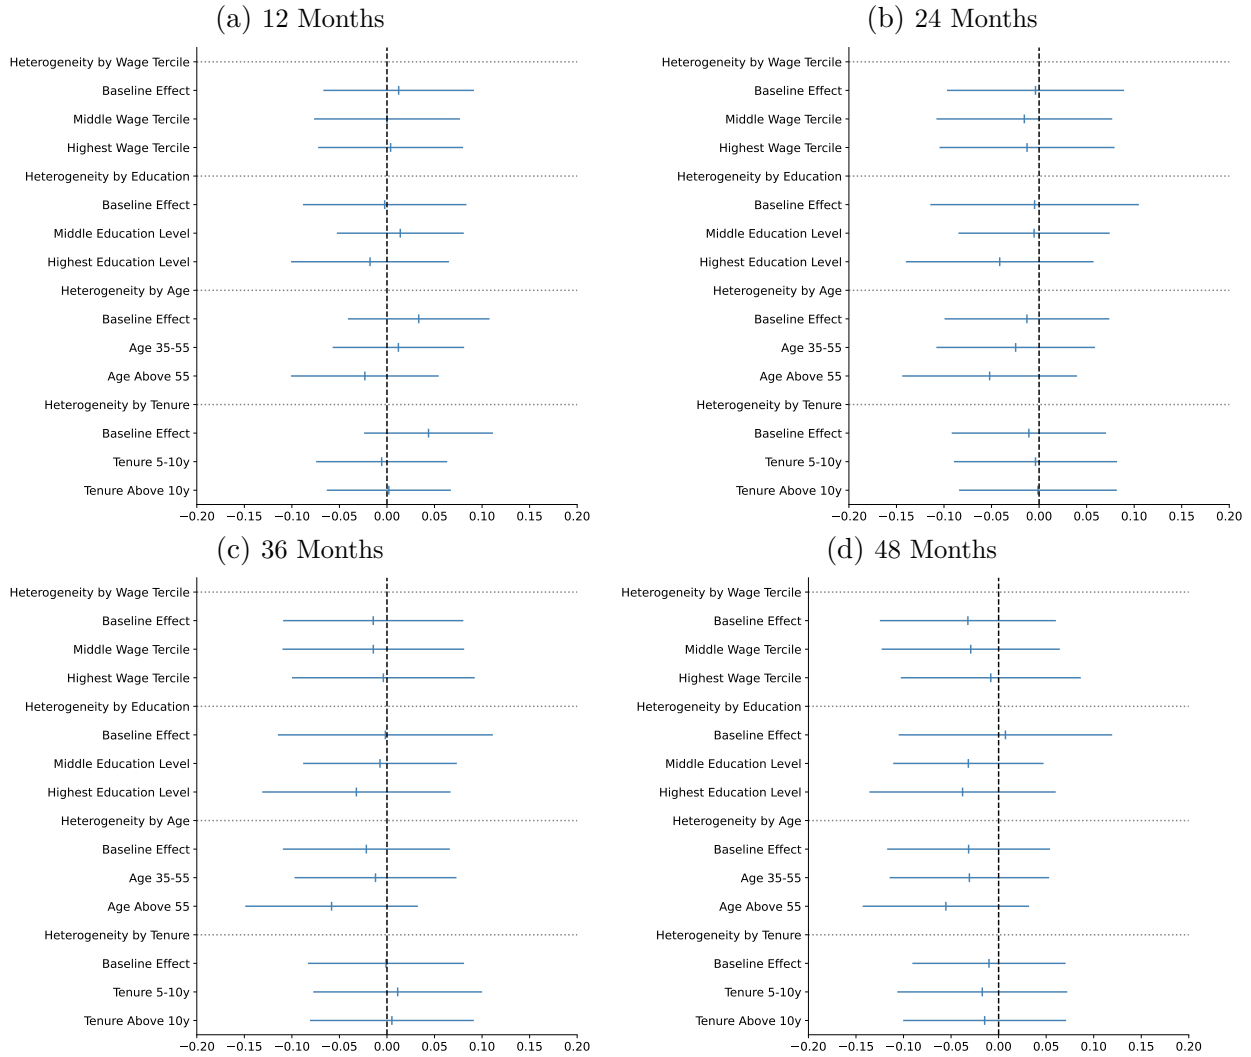 (a) 12 Months
Heterogeneity by Wage Tercile
Baseline Effect
Middle Wage Tercile
Highest Wage Tercile
Heterogeneity by Education
Baseline Effect
Middle Education Level
Highest Education Level
Heterogeneity by Age
Baseline Effect
Age 35-55
Age Above 55
Heterogeneity by Tenure
Baseline Effect
Tenure 5-10y
Tenure Above 10y
−0.20 −0.15 −0.10 −0.05 0.00 0.05 0.10 0.15 0.20
(b) 24 Months
Heterogeneity by Wage Tercile
Baseline Effect
Middle Wage Tercile
Highest Wage Tercile
Heterogeneity by Education
Baseline Effect
Middle Education Level
Highest Education Level
Heterogeneity by Age
Baseline Effect
Age 35-55
Age Above 55
Heterogeneity by Tenure
Baseline Effect
Tenure 5-10y
Tenure Above 10y
−0.20 −0.15 −0.10 −0.05 0.00 0.05 0.10 0.15 0.20
(c) 36 Months
Heterogeneity by Wage Tercile
Baseline Effect
Middle Wage Tercile
Highest Wage Tercile
Heterogeneity by Education
Baseline Effect
Middle Education Level
Highest Education Level
Heterogeneity by Age
Baseline Effect
Age 35-55
Age Above 55
Heterogeneity by Tenure
Baseline Effect
Tenure 5-10y
Tenure Above 10y
−0.20 −0.15 −0.10 −0.05 0.00 0.05 0.10 0.15 0.20
(d) 48 Months
Heterogeneity by Wage Tercile
Baseline Effect
Middle Wage Tercile
Highest Wage Tercile
Heterogeneity by Education
Baseline Effect
Middle Education Level
Highest Education Level
Heterogeneity by Age
Baseline Effect
Age 35-55
Age Above 55
Heterogeneity by Tenure
Baseline Effect
Tenure 5-10y
Tenure Above 10y
−0.20 −0.15 −0.10 −0.05 0.00 0.05 0.10 0.15 0.20